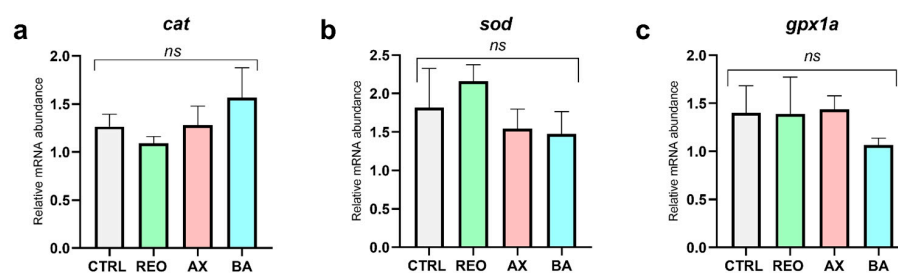 a
cat
ns
Relative mRNA abundance
2.0
1.5
1.0
0.5
0.0
CTRL REO AX BA
b
sod
ns
Relative mRNA abundance
2.5
2.0
1.5
1.0
0.5
0.0
CTRL REO AX BA
c
gpx1a
ns
Relative mRNA abundance
2.0
1.5
1.0
0.5
0.0
CTRL REO AX BA